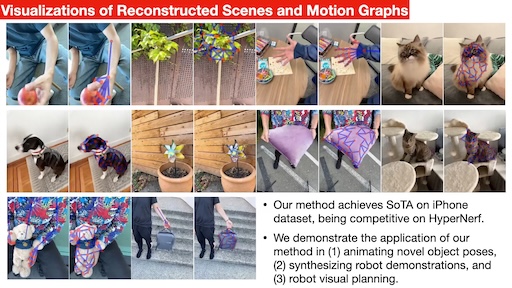 Visualizations of Reconstructed Scenes and Motion Graphs
• Our method achieves SoTA on iPhone
dataset, being competitive on HyperNerf.
• We demonstrate the application of our
method in (1) animating novel object poses,
(2) synthesizing robot demonstrations, and
(3) robot visual planning.